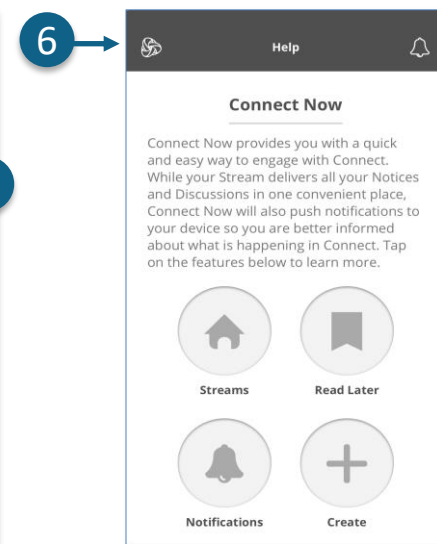 6
Help
Connect Now
Connect Now provides you with a quick
and easy way to engage with Connect.
While your Stream delivers all your Notices
and Discussions in one convenient place,
Connect Now will also push notifications to
your device so you are better informed
about what is happening in Connect. Tap
on the features below to learn more.
Streams
Read Later
Notifications
Create